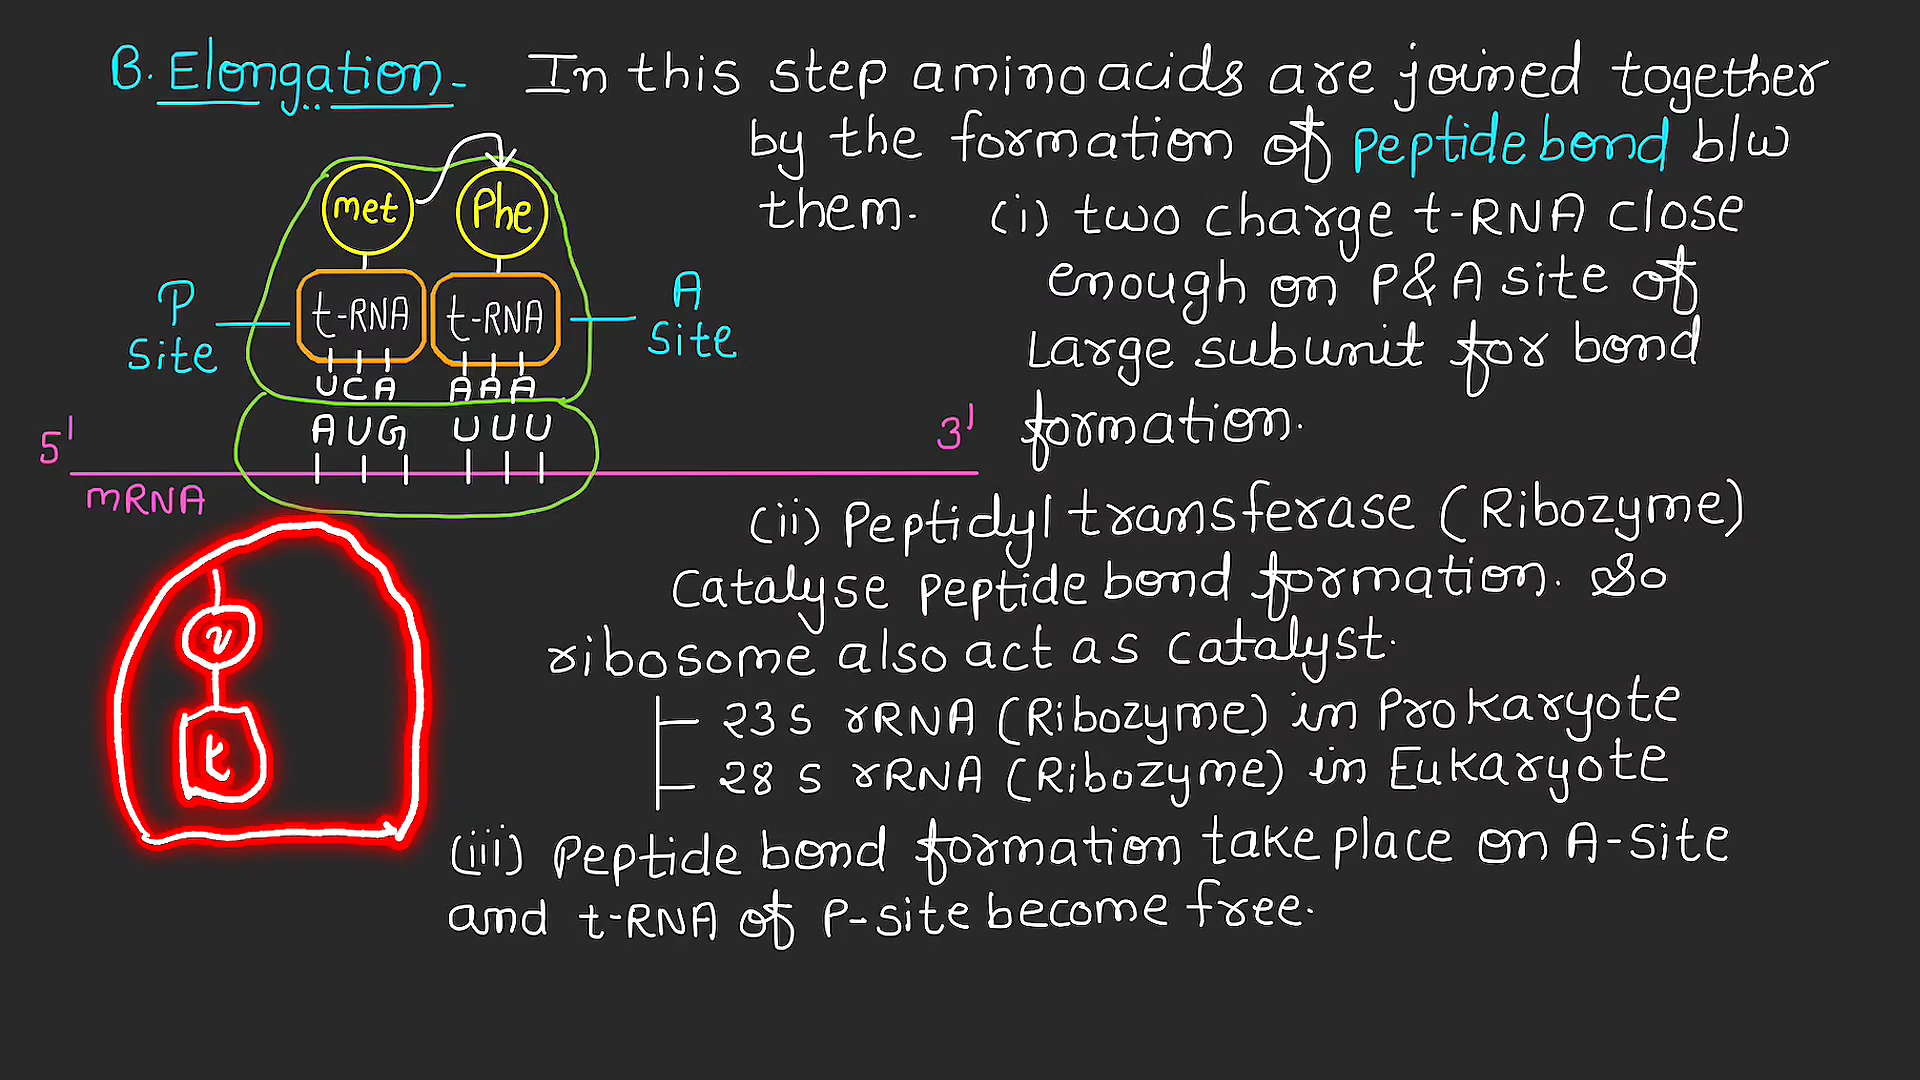 B. Elongation - In this step aminoacids are joined together
by the formation of Peptide bond b/w
them. (i) two charge t-RNA close
enough on P & A site of
Large subunit for bond
formation.
met Phe
P site
t-RNA t-RNA
A site
UCA AAA
AUG UUU
5' 3'
mRNA
(ii) Peptidyl transferase (Ribozyme)
Catalyse Peptide bond formation. So
ribosome also act as catalyst.
23 S rRNA (Ribozyme) in Prokaryote
28 S rRNA (Ribozyme) in Eukaryote
(iii) Peptide bond formation take place on A-site
and t-RNA of P-site become free.
t